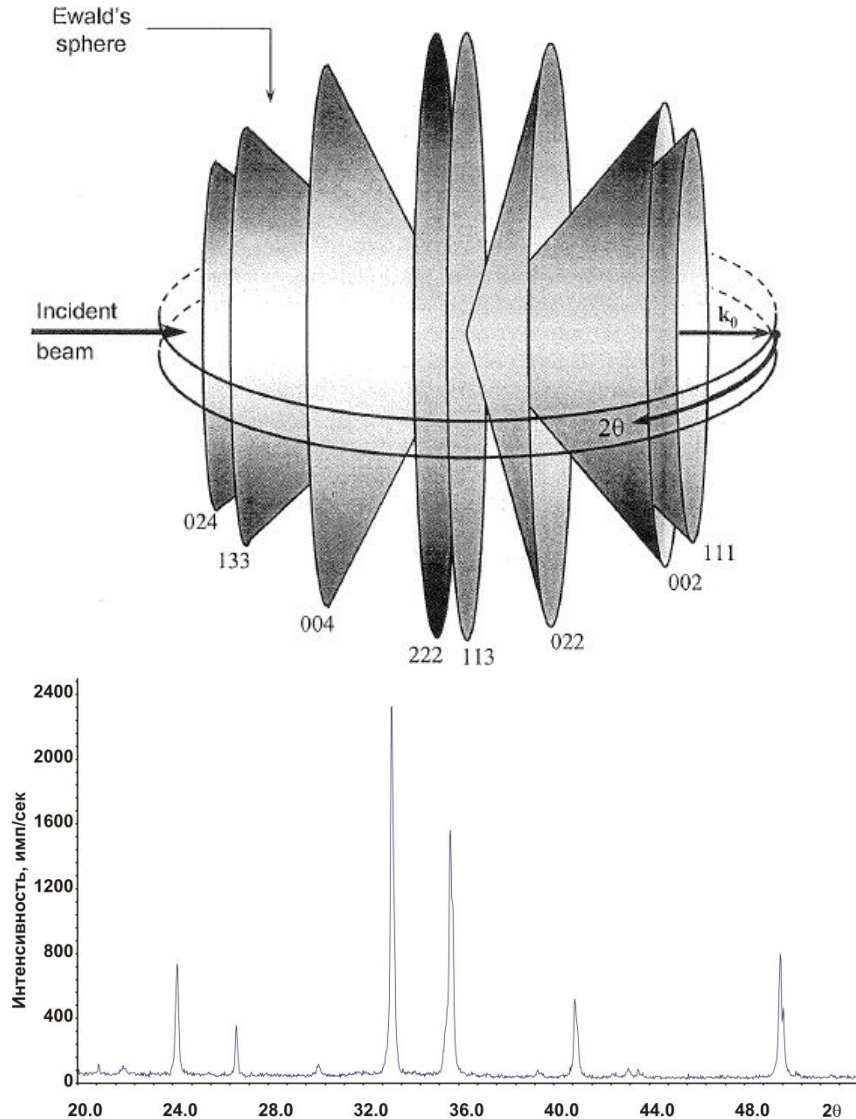 Ewald's
sphere
Incident
beam
k₀
2θ
024
133
004
222
113
022
002
111
2400
2000
1600
1200
800
400
0
Интенсивность, имп/сек
20.0 24.0 28.0 32.0 36.0 40.0 44.0 48.0 2θ